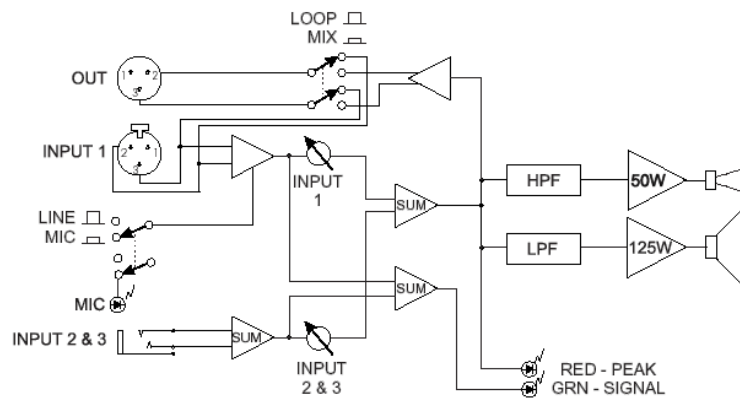 LOOP
MIX
OUT
1 2
3
INPUT 1
2 1
3
INPUT
1
HPF
50W
SUM
LINE
MIC
LPF
125W
SUM
MIC
INPUT 2 & 3
SUM
INPUT
2 & 3
RED - PEAK
GRN - SIGNAL